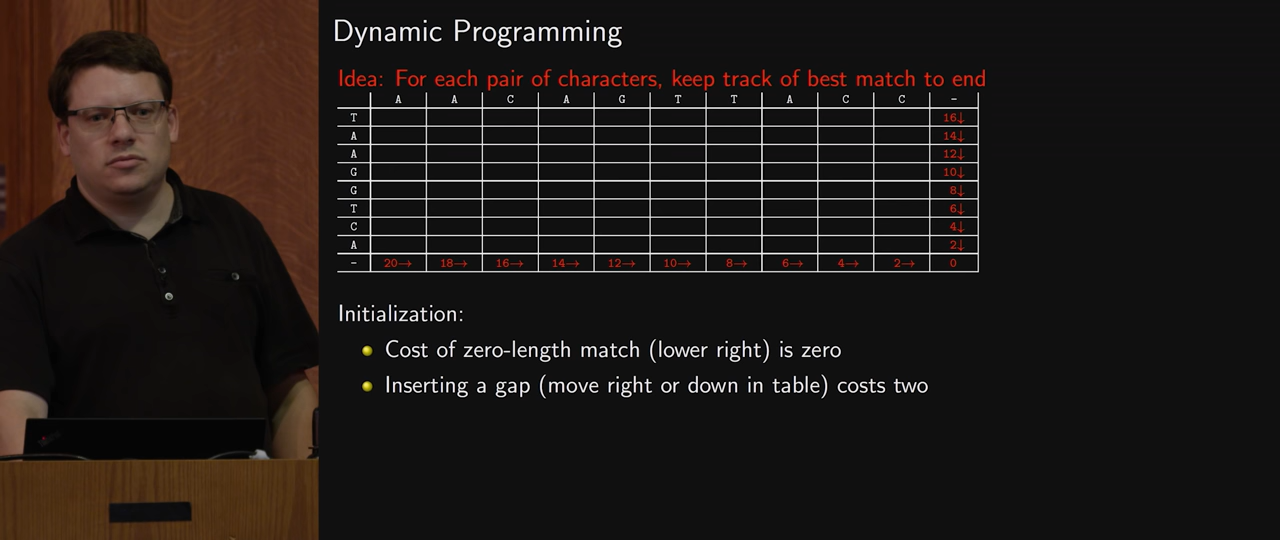 Dynamic Programming
Idea: For each pair of characters, keep track of best match to end
A A C A G T T A C C -
T 16↓
A 14↓
A 12↓
G 10↓
G 8↓
T 6↓
C 4↓
A 2↓
- 20→ 18→ 16→ 14→ 12→ 10→ 8→ 6→ 4→ 2→ 0
Initialization:
Cost of zero-length match (lower right) is zero
Inserting a gap (move right or down in table) costs two